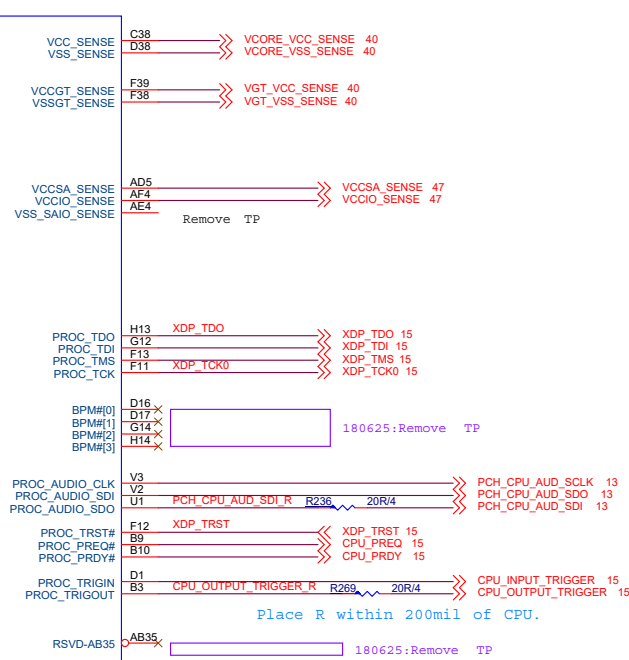 VCC_SENSE C38 VCORE_VCC_SENSE 40
VSS_SENSE D38 VCORE_VSS_SENSE 40
VCCGT_SENSE F39 VGT_VCC_SENSE 40
VSSGT_SENSE F38 VGT_VSS_SENSE 40
VCCSA_SENSE AD5 VCCSA_SENSE 47
VCCIO_SENSE AF4 VCCIO_SENSE 47
VSS_SAIO_SENSE AE4 Remove TP
PROC_TDO H13 XDP_TDO XDP_TDO 15
PROC_TDI G12 XDP_TDI 15
PROC_TMS F13 XDP_TMS 15
PROC_TCK F11 XDP_TCK0 XDP_TCK0 15
BPM#[0] D16
BPM#[1] D17
BPM#[2] G14 180625:Remove TP
BPM#[3] H14
PROC_AUDIO_CLK V3 PCH_CPU_AUD_SCLK 13
PROC_AUDIO_SDI V2 PCH_CPU_AUD_SDO 13
PROC_AUDIO_SDO U1 PCH_CPU_AUD_SDI_R R236 20R/4 PCH_CPU_AUD_SDI 13
PROC_TRST# F12 XDP_TRST XDP_TRST 15
PROC_PREQ# B9 CPU_PREQ 15
PROC_PRDY# B10 CPU_PRDY 15
PROC_TRIGIN D1 CPU_INPUT_TRIGGER 15
PROC_TRIGOUT B3 CPU_OUTPUT_TRIGGER_R R269 20R/4 CPU_OUTPUT_TRIGGER 15
Place R within 200mil of CPU.
RSVD-AB35 AB35 180625:Remove TP